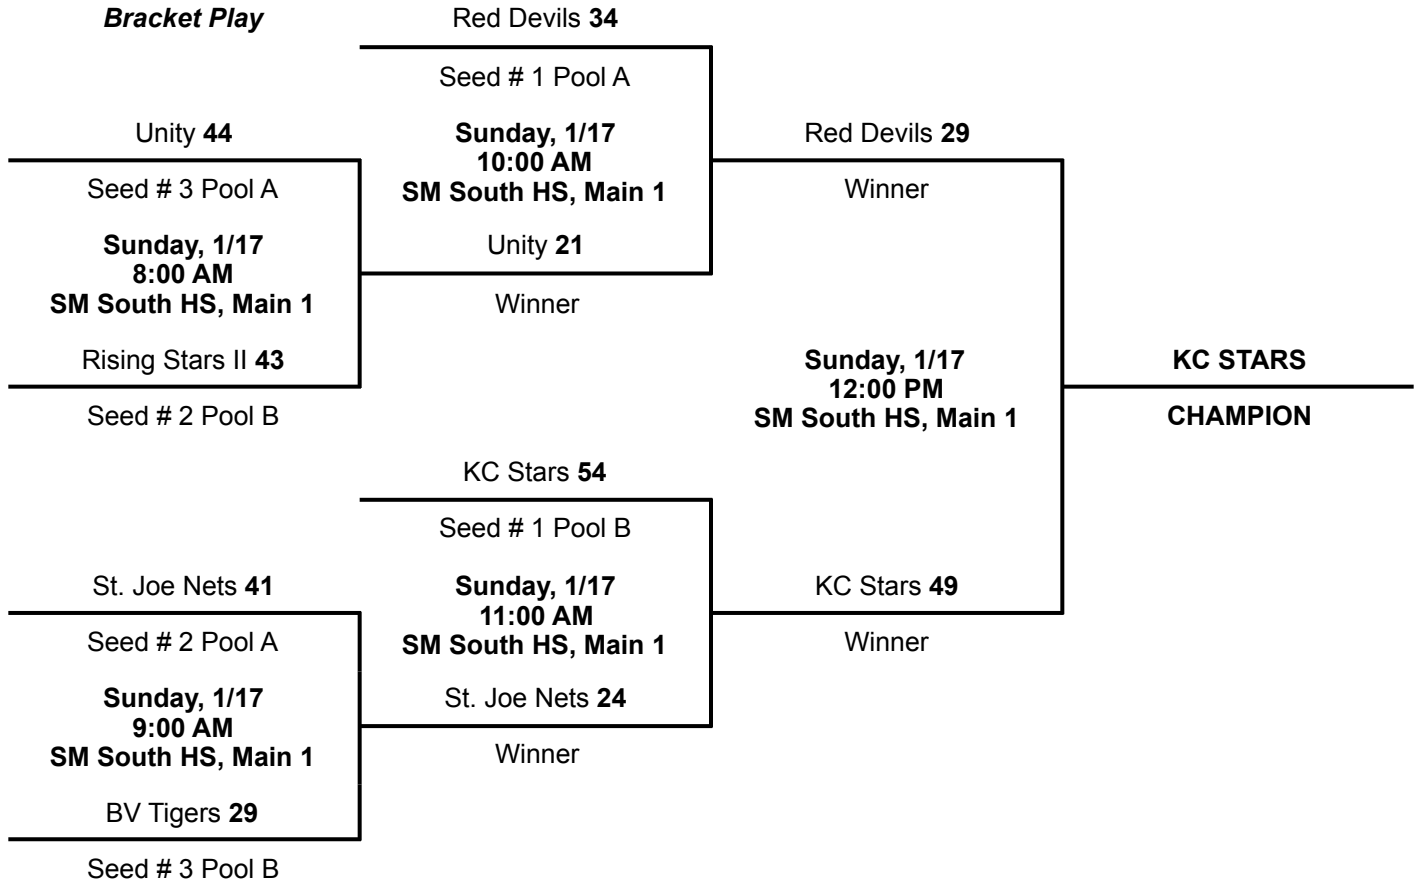 Bracket Play
Red Devils 34
Seed # 1 Pool A
Unity 44
Sunday, 1/17
10:00 AM
SM South HS, Main 1
Red Devils 29
Seed # 3 Pool A
Winner
Sunday, 1/17
8:00 AM
SM South HS, Main 1
Unity 21
Winner
Rising Stars II 43
Seed # 2 Pool B
Sunday, 1/17
12:00 PM
SM South HS, Main 1
KC STARS
CHAMPION
KC Stars 54
Seed # 1 Pool B
St. Joe Nets 41
Sunday, 1/17
11:00 AM
SM South HS, Main 1
KC Stars 49
Seed # 2 Pool A
Winner
Sunday, 1/17
9:00 AM
SM South HS, Main 1
St. Joe Nets 24
Winner
BV Tigers 29
Seed # 3 Pool B